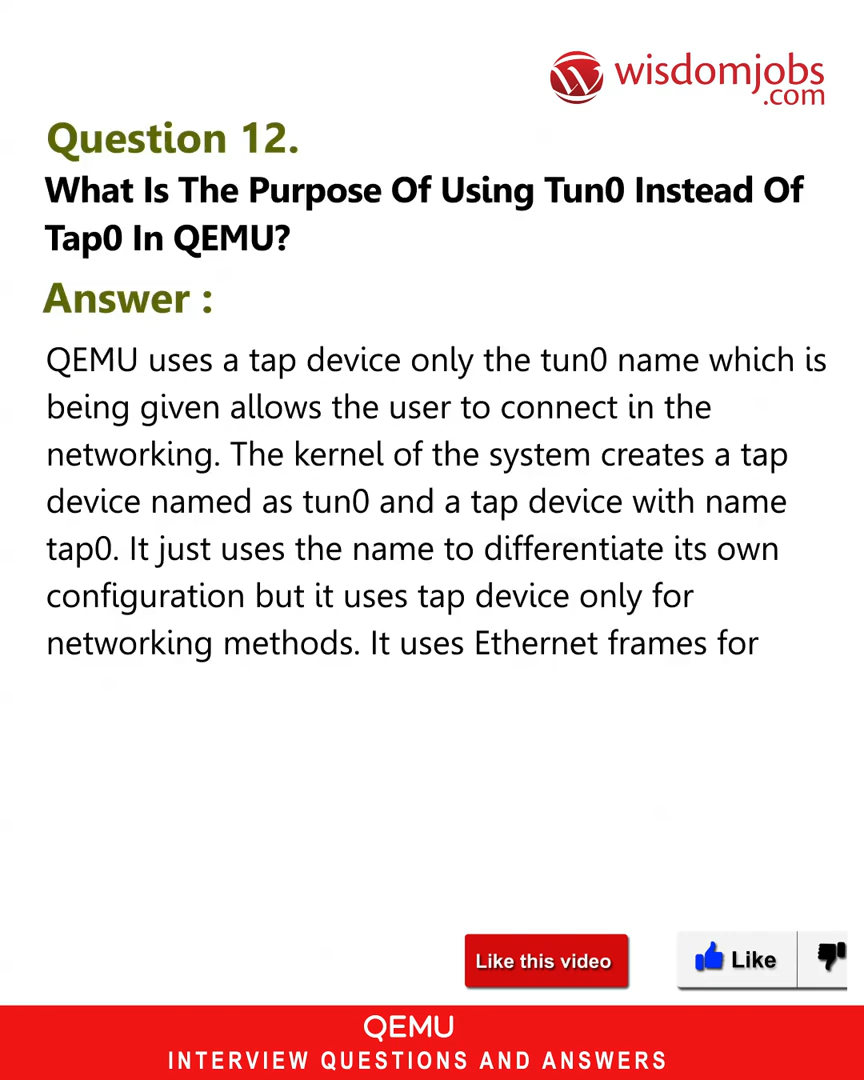 wisdomjobs
.com
Question 12.
What Is The Purpose Of Using Tun0 Instead Of
Tap0 In QEMU?
Answer :
QEMU uses a tap device only the tun0 name which is
being given allows the user to connect in the
networking. The kernel of the system creates a tap
device named as tun0 and a tap device with name
tap0. It just uses the name to differentiate its own
configuration but it uses tap device only for
networking methods. It uses Ethernet frames for
Like this video
Like
QEMU
INTERVIEW QUESTIONS AND ANSWERS